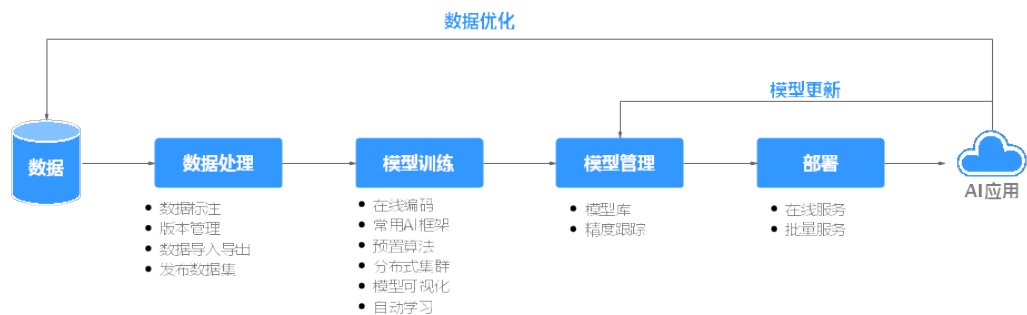 数据优化
模型更新
数据
数据处理
模型训练
模型管理
部署
AI应用
数据标注
版本管理
数据导入导出
发布数据集
在线编码
常用AI框架
预置算法
分布式集群
模型可视化
自动学习
模型库
精度跟踪
在线服务
批量服务